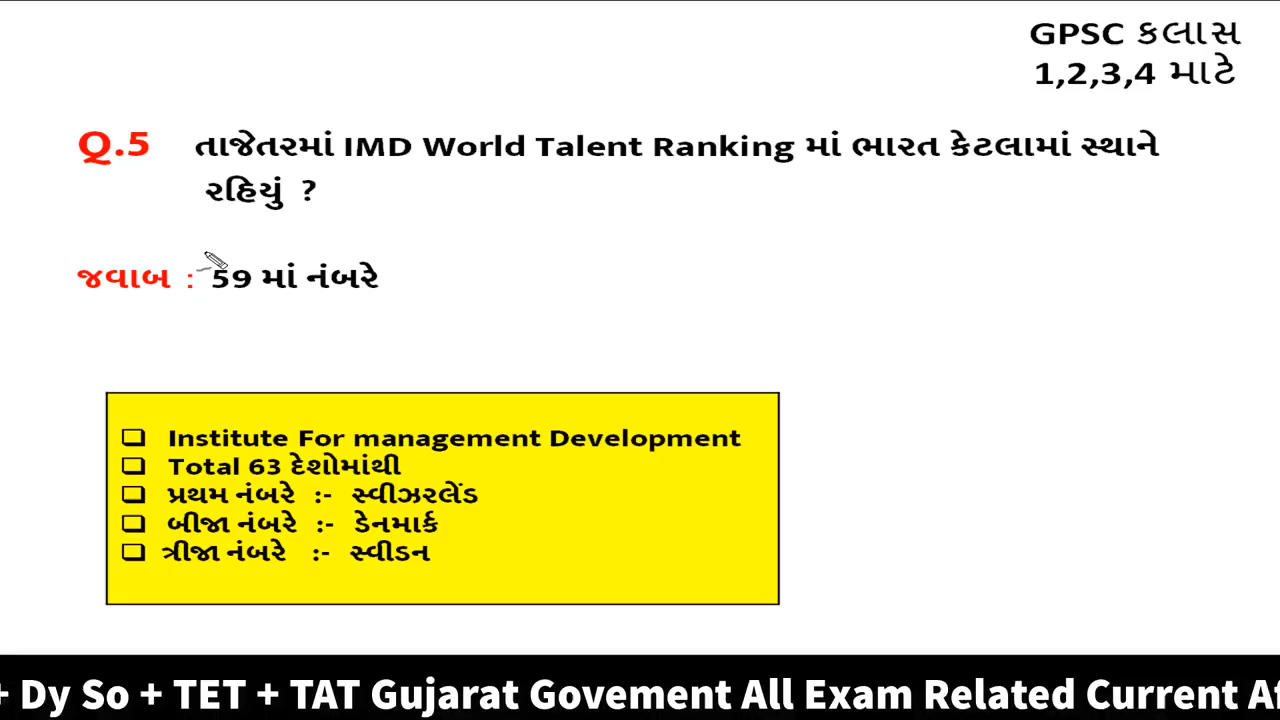 GPSC કલાસ
1,2,3,4 માટે
Q.5 તાજેતરમાં IMD World Talent Ranking માં ભારત કેટલામાં સ્થાને
રહિયું ?
જવાબ : 59 માં નંબરે
Institute For management Development
Total 63 દેશોમાંથી
પ્રથમ નંબરે :- સ્વીઝરલેંડ
બીજા નંબરે :- ડેનમાર્ક
ત્રીજા નંબરે :- સ્વીડન
+ Dy So + TET + TAT Gujarat Govement All Exam Related Current